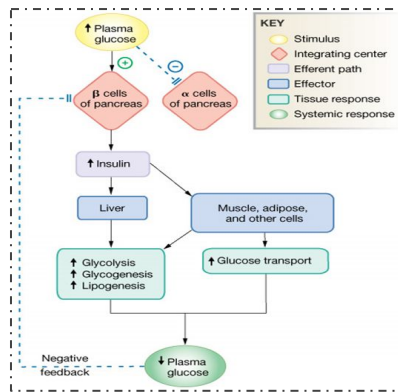 ↑ Plasma
glucose
+
−
β cells
of pancreas
α cells
of pancreas
↑ Insulin
Liver
Muscle, adipose,
and other cells
↑ Glycolysis
↑ Glycogenesis
↑ Lipogenesis
↑ Glucose transport
Negative
feedback
↓ Plasma
glucose
KEY
Stimulus
Integrating center
Efferent path
Effector
Tissue response
Systemic response